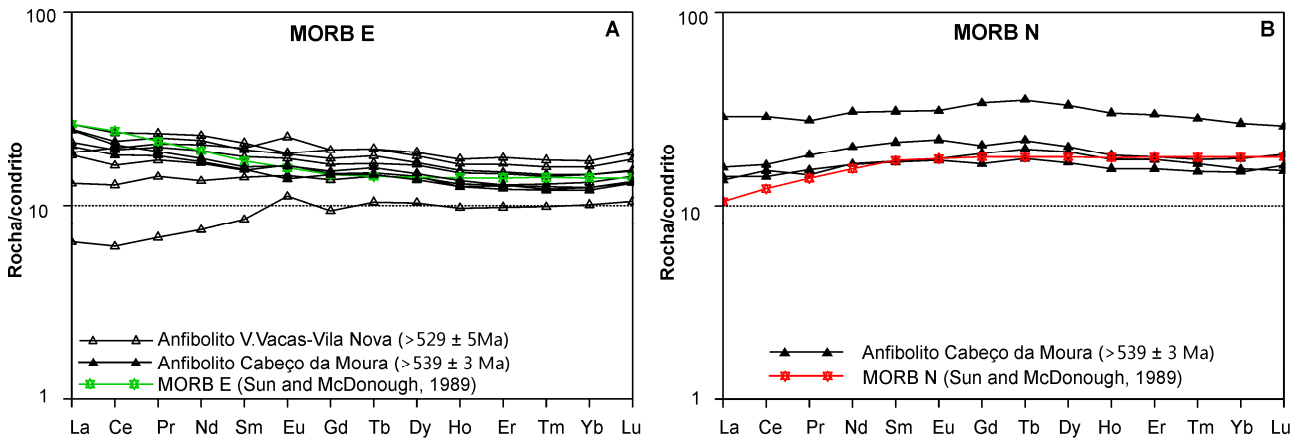 MORB E
A
100
10
1
Rocha/condrito
Anfibolito V.Vacas-Vila Nova (>529 ± 5Ma)
Anfibolito Cabeço da Moura (>539 ± 3 Ma)
MORB E (Sun and McDonough, 1989)
La Ce Pr Nd Sm Eu Gd Tb Dy Ho Er Tm Yb Lu
MORB N
B
100
10
1
Rocha/condrito
Anfibolito Cabeço da Moura (>539 ± 3 Ma)
MORB N (Sun and McDonough, 1989)
La Ce Pr Nd Sm Eu Gd Tb Dy Ho Er Tm Yb Lu